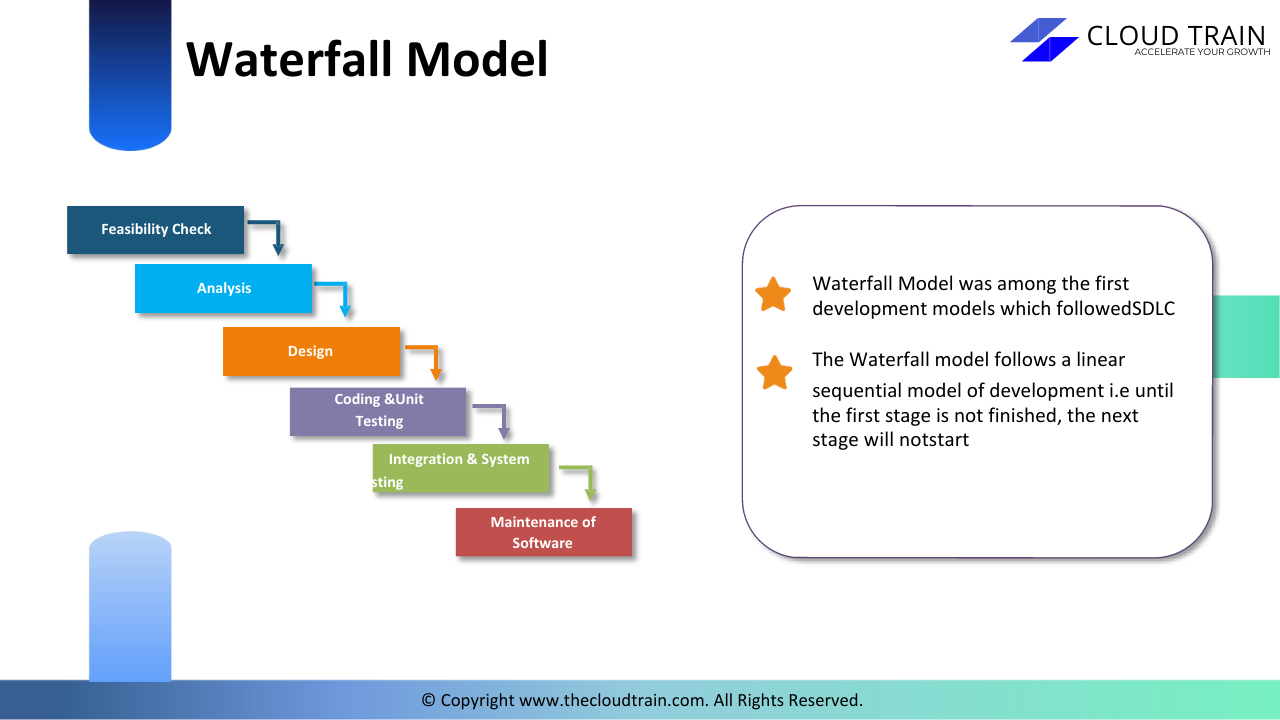 Waterfall Model
CLOUD TRAIN
ACCELERATE YOUR GROWTH
Feasibility Check
Analysis
Design
Coding &Unit
Testing
Integration & System
sting
Maintenance of
Software
Waterfall Model was among the first
development models which followedSDLC
The Waterfall model follows a linear
sequential model of development i.e until
the first stage is not finished, the next
stage will notstart
© Copyright www.thecloudtrain.com. All Rights Reserved.